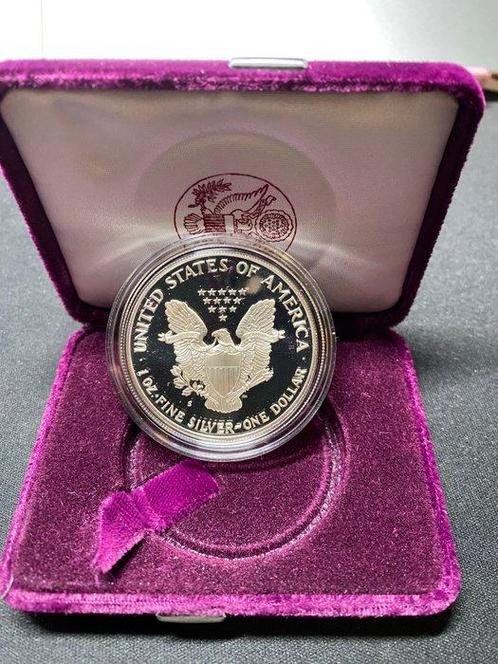 UNITED STATES OF AMERICA
S
1 OZ. FINE SILVER~ONE DOLLAR